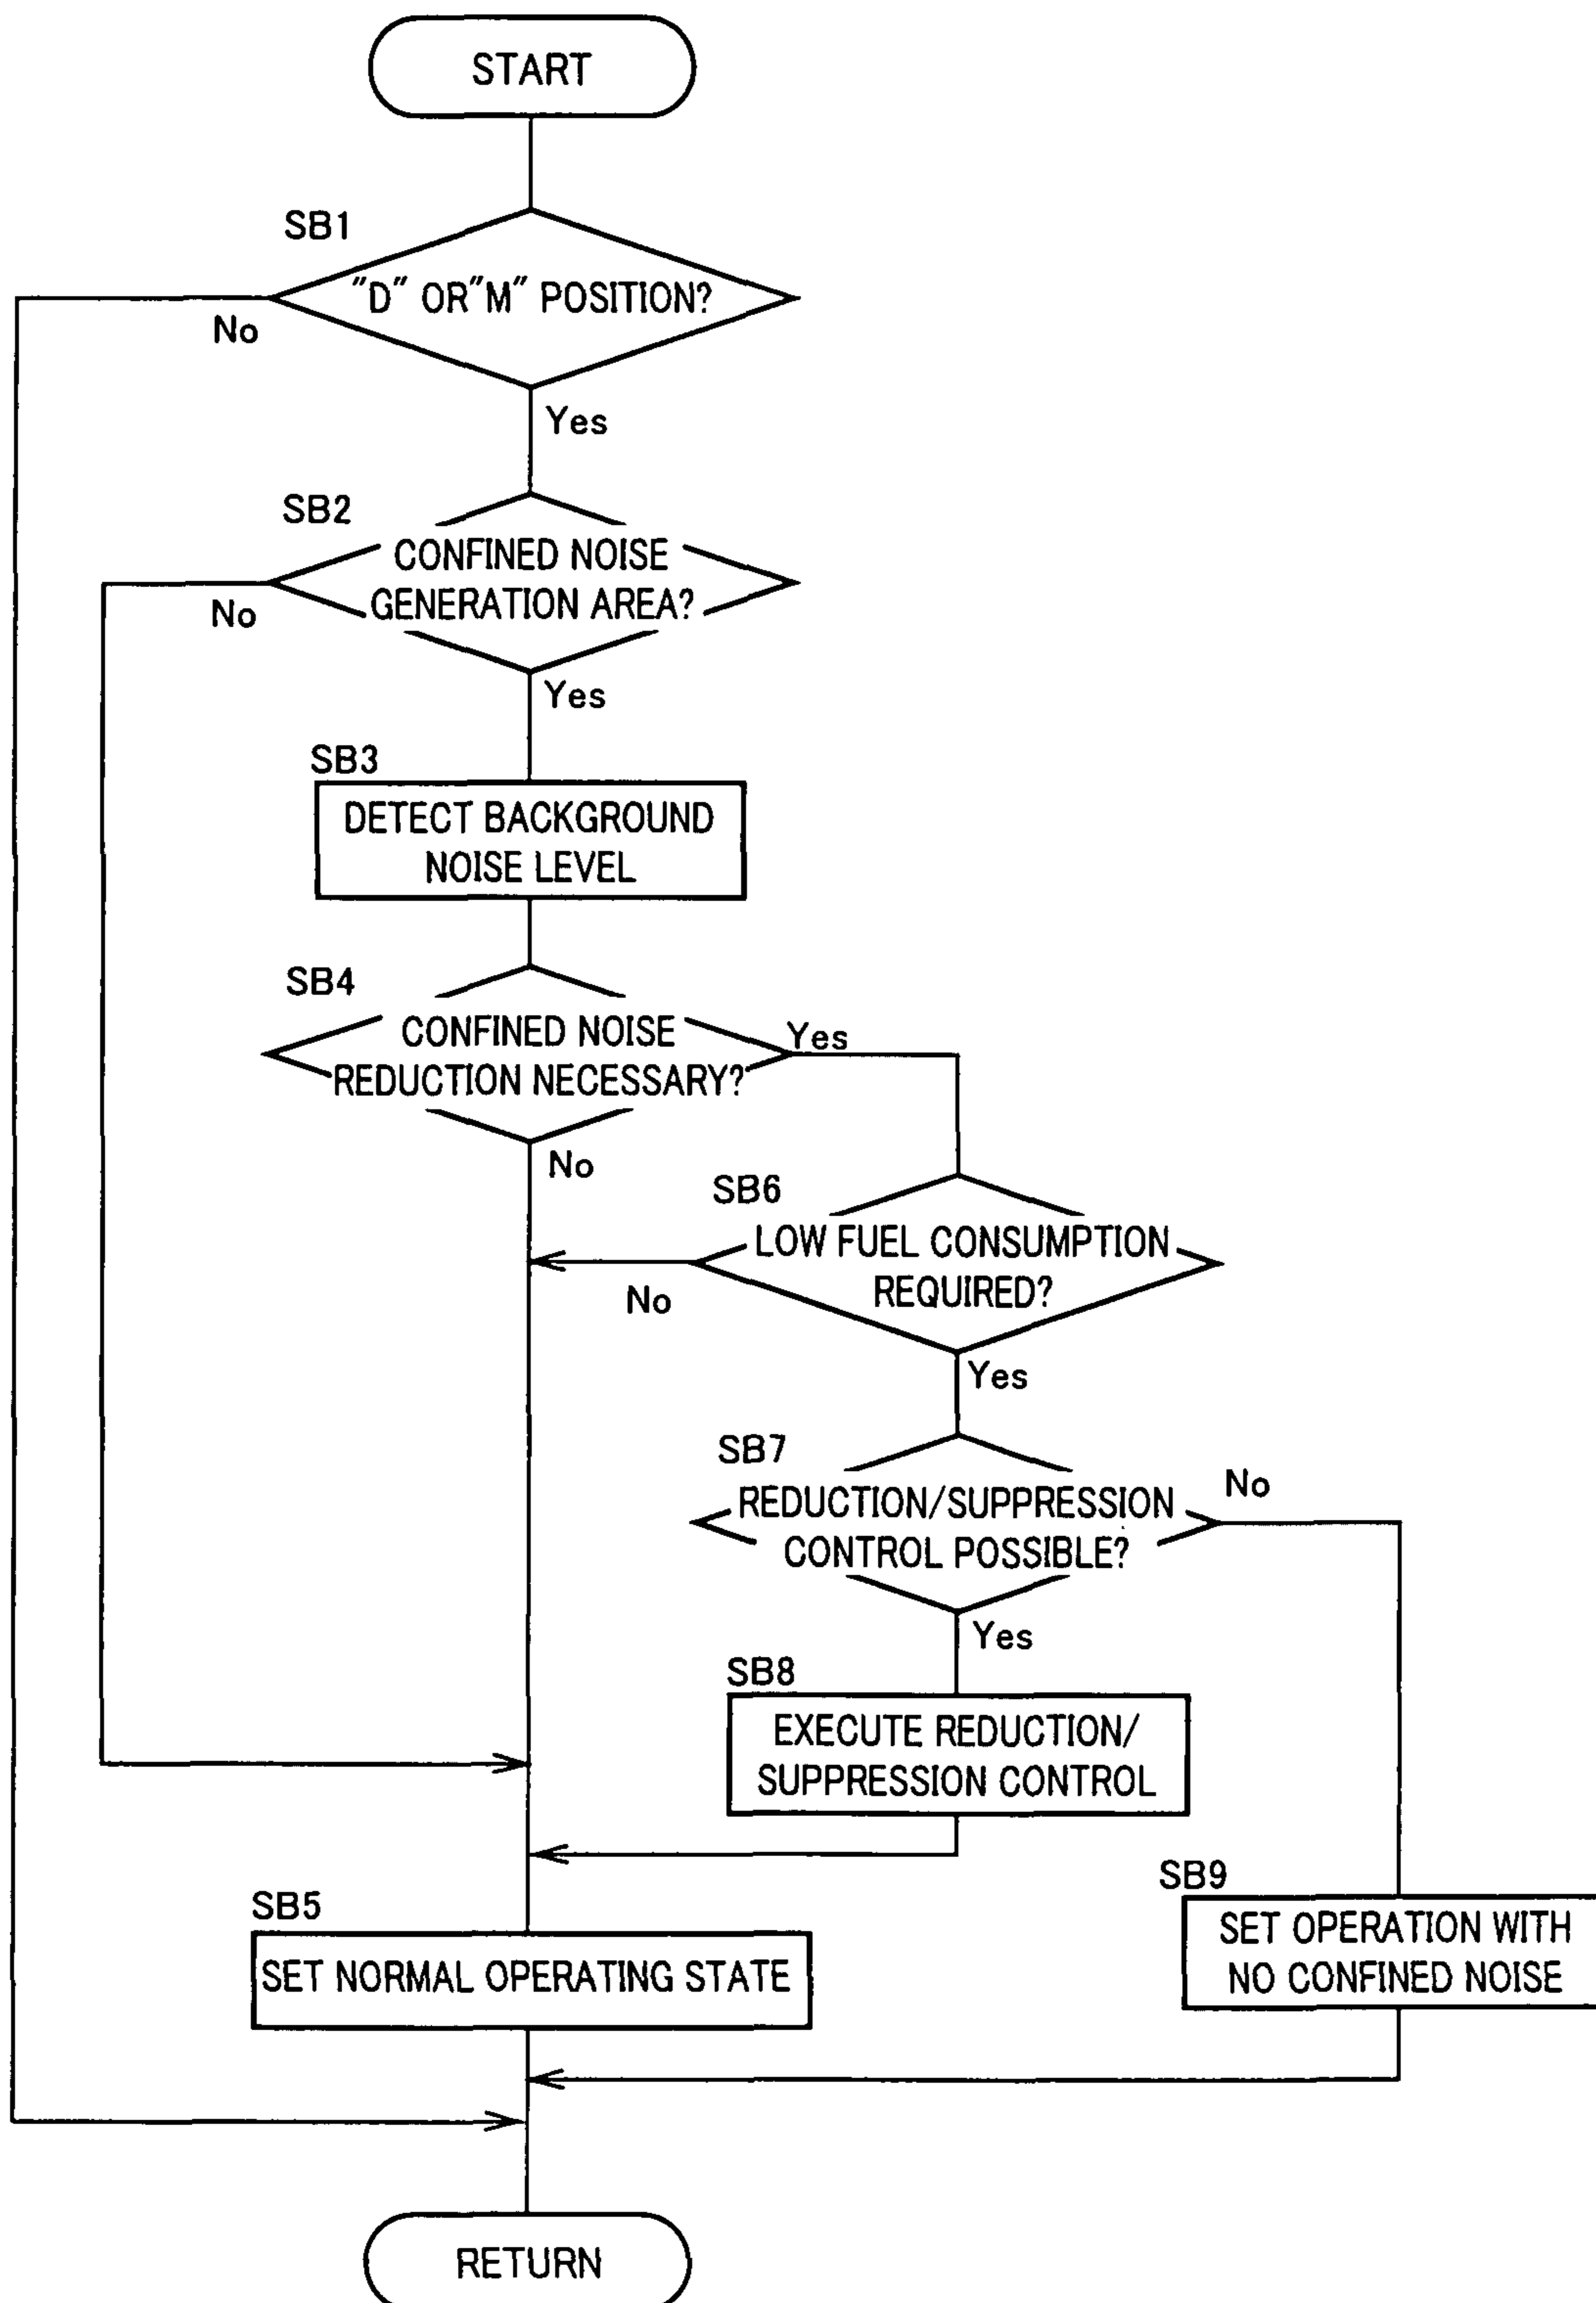 START
SB1
"D" OR"M" POSITION?
No
Yes
SB2
CONFINED NOISE
GENERATION AREA?
No
Yes
SB3
DETECT BACKGROUND
NOISE LEVEL
SB4
CONFINED NOISE
REDUCTION NECESSARY?
Yes
No
SB6
LOW FUEL CONSUMPTION
REQUIRED?
No
Yes
SB7
REDUCTION/SUPPRESSION
CONTROL POSSIBLE?
No
Yes
SB8
EXECUTE REDUCTION/
SUPPRESSION CONTROL
SB9
SET OPERATION WITH
NO CONFINED NOISE
SB5
SET NORMAL OPERATING STATE
RETURN